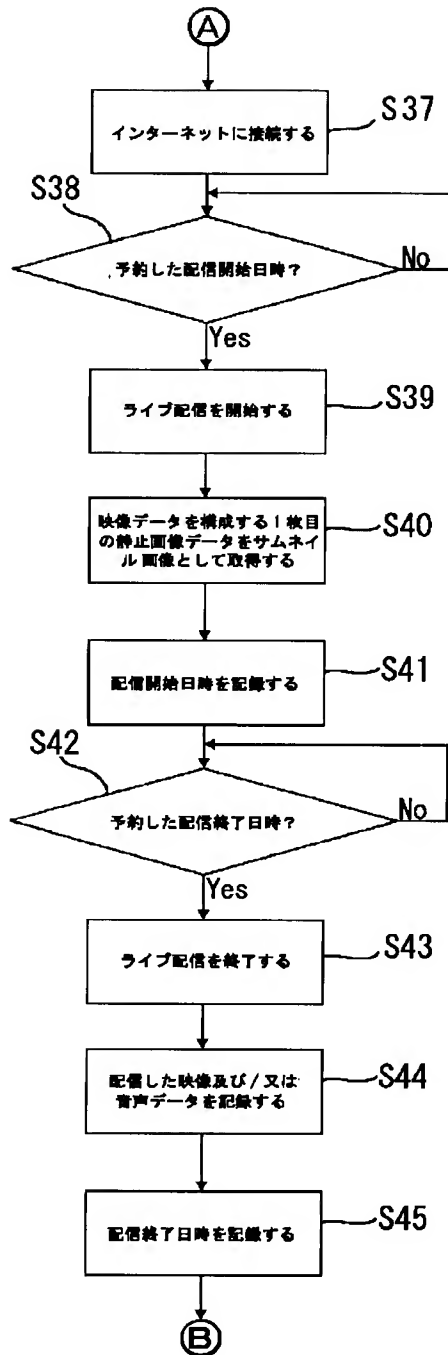 A
インターネットに接続する
S37
S38
予約した配信開始日時?
No
Yes
ライブ配信を開始する
S39
映像データを構成する1枚目
の静止画像データをサムネイ
ル画像として取得する
S40
配信開始日時を記録する
S41
S42
予約した配信終了日時?
No
Yes
ライブ配信を終了する
S43
配信した映像及び/又は
音声データを記録する
S44
配信終了日時を記録する
S45
B